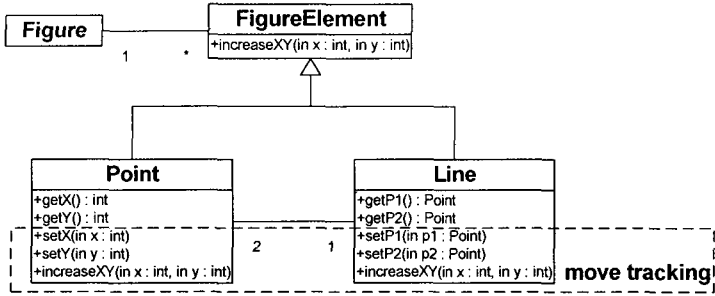 FigureElement
Figure
+increaseXY(in x : int, in y : int)
1
*
Point
+getX() : int
+getY() : int
+setX(in x : int)
+setY(in y : int)
+increaseXY(in x : int, in y : int)
2
1
Line
+getP1() : Point
+getP2() : Point
+setP1(in p1 : Point)
+setP2(in p2 : Point)
+increaseXY(in x : int, in y : int)
move tracking